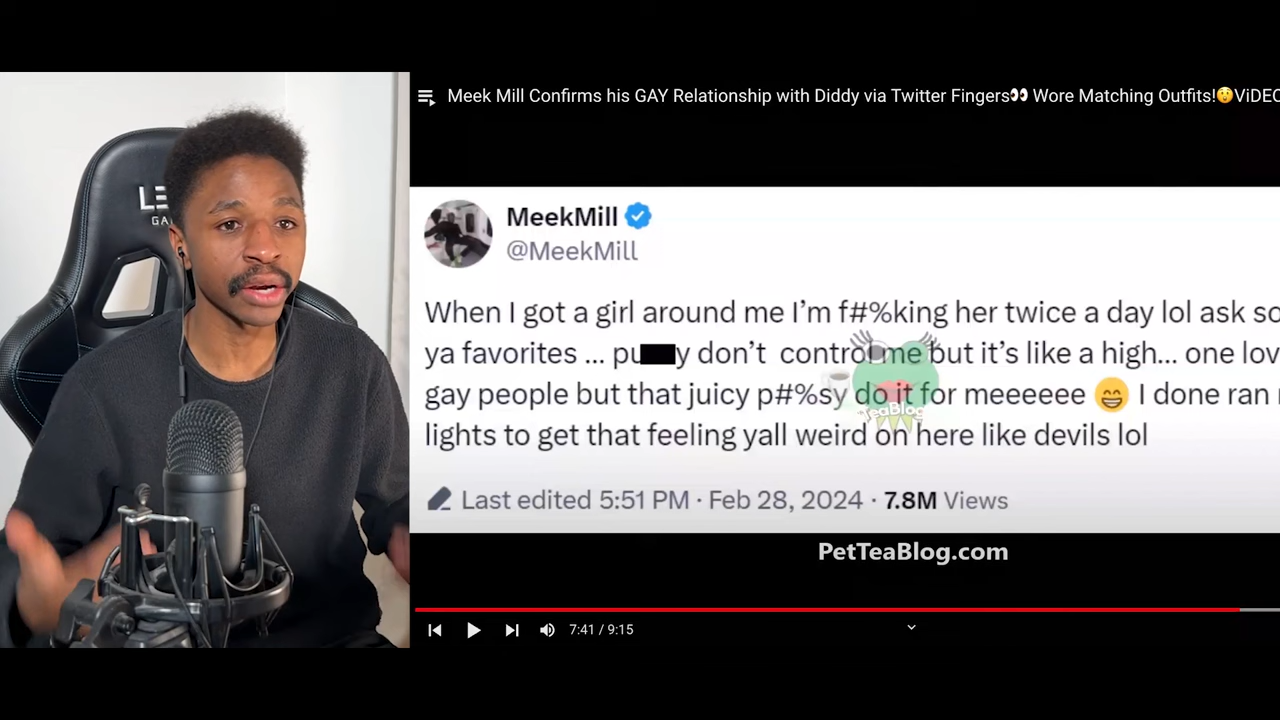 Meek Mill Confirms his GAY Relationship with Diddy via Twitter Fingers👀 Wore Matching Outfits!😲ViDEO
LE
GA
MeekMill
@MeekMill
When I got a girl around me I’m f#%king her twice a day lol ask so
ya favorites ... pu y don’t control me but it’s like a high... one lov
gay people but that juicy p#%sy do it for meeeeee 😁 I done ran
lights to get that feeling yall weird on here like devils lol
TeaBlog
Last edited 5:51 PM · Feb 28, 2024 · 7.8M Views
PetTeaBlog.com
7:41 / 9:15